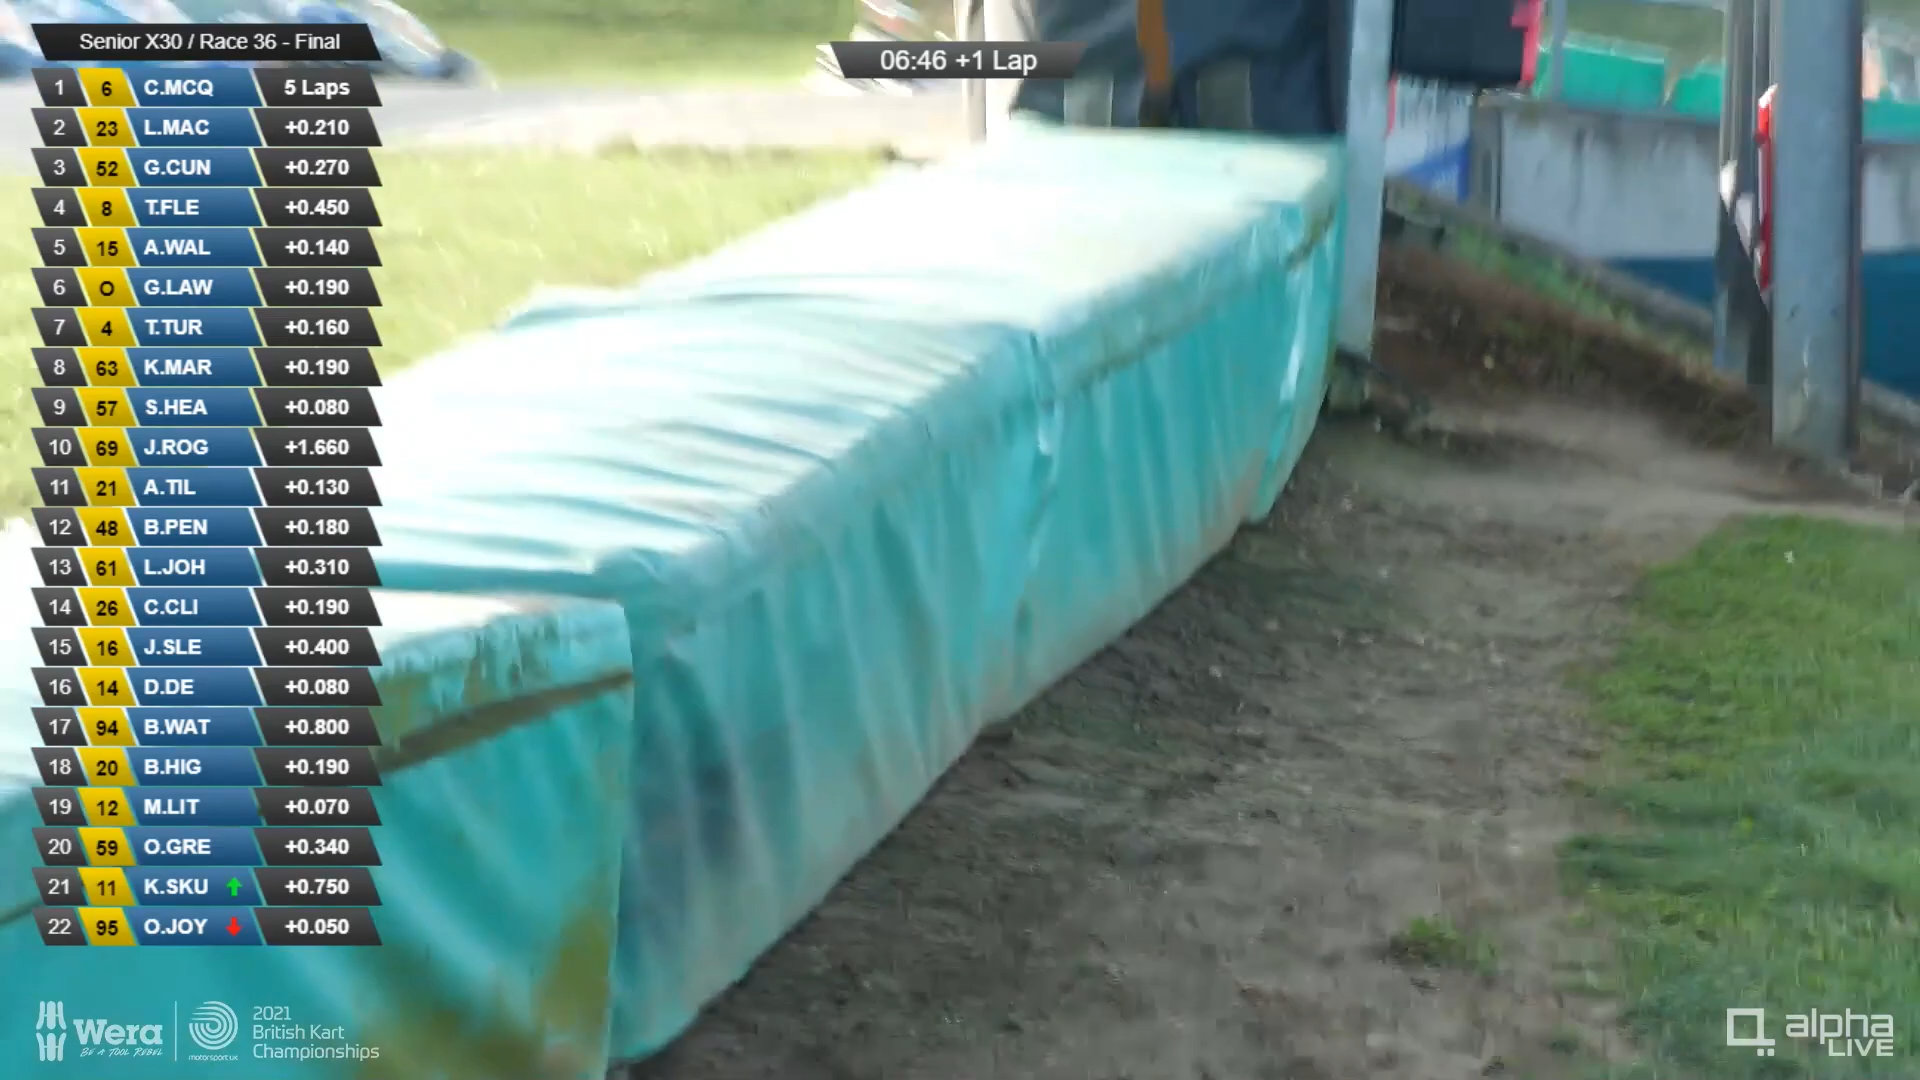 Senior X30 / Race 36 - Final
06:46 +1 Lap
1 6 C.MCQ 5 Laps
2 23 L.MAC +0.210
3 52 G.CUN +0.270
4 8 T.FLE +0.450
5 15 A.WAL +0.140
6 O G.LAW +0.190
7 4 T.TUR +0.160
8 63 K.MAR +0.190
9 57 S.HEA +0.080
10 69 J.ROG +1.660
11 21 A.TIL +0.130
12 48 B.PEN +0.180
13 61 L.JOH +0.310
14 26 C.CLI +0.190
15 16 J.SLE +0.400
16 14 D.DE +0.080
17 94 B.WAT +0.800
18 20 B.HIG +0.190
19 12 M.LIT +0.070
20 59 O.GRE +0.340
21 11 K.SKU +0.750
22 95 O.JOY +0.050
Wera
BE A TOOL REBEL
motorsport UK
2021
British Kart
Championships
alpha
LIVE